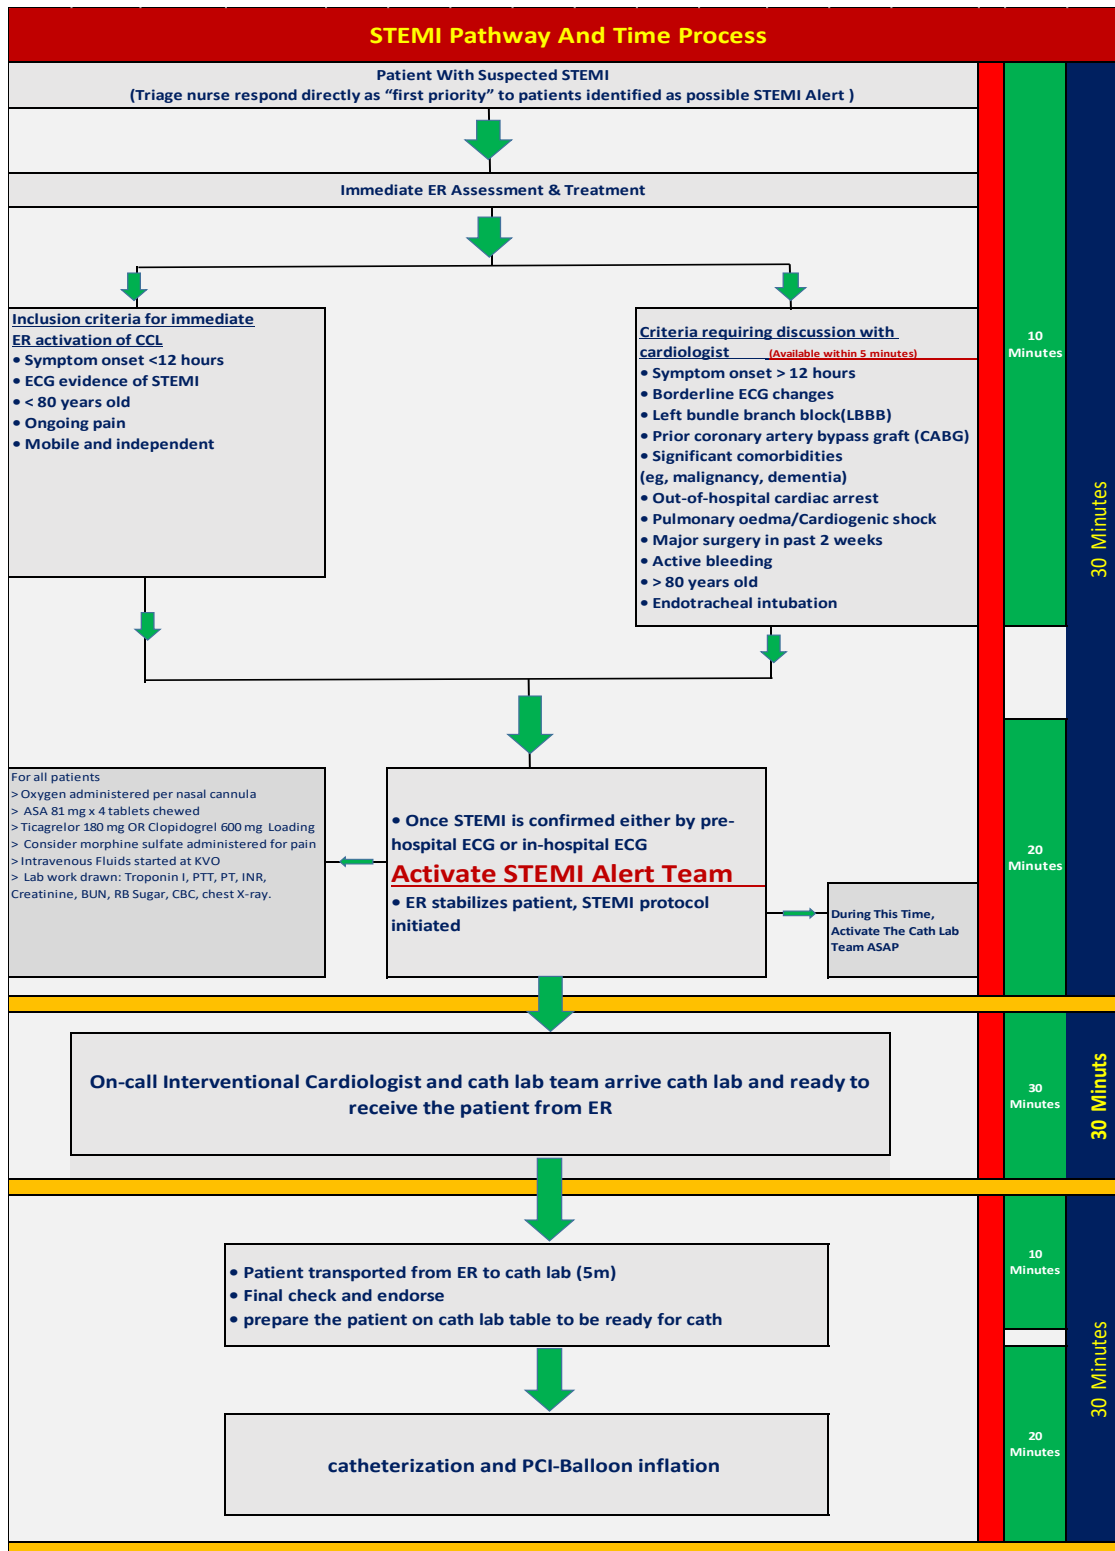 STEMI Pathway And Time Process
Patient With Suspected STEMI
(Triage nurse respond directly as “first priority” to patients identified as possible STEMI Alert )
Immediate ER Assessment & Treatment
Inclusion criteria for immediate
ER activation of CCL
• Symptom onset <12 hours
• ECG evidence of STEMI
• < 80 years old
• Ongoing pain
• Mobile and independent
Criteria requiring discussion with
cardiologist (Available within 5 minutes)
• Symptom onset > 12 hours
• Borderline ECG changes
• Left bundle branch block(LBBB)
• Prior coronary artery bypass graft (CABG)
• Significant comorbidities
(eg, malignancy, dementia)
• Out-of-hospital cardiac arrest
• Pulmonary oedma/Cardiogenic shock
• Major surgery in past 2 weeks
• Active bleeding
• > 80 years old
• Endotracheal intubation
10
Minutes
30 Minutes
For all patients
> Oxygen administered per nasal cannula
> ASA 81 mg x 4 tablets chewed
> Ticagrelor 180 mg OR Clopidogrel 600 mg Loading
> Consider morphine sulfate administered for pain
> Intravenous Fluids started at KVO
> Lab work drawn: Troponin I, PTT, PT, INR,
Creatinine, BUN, RB Sugar, CBC, chest X-ray.
• Once STEMI is confirmed either by pre-
hospital ECG or in-hospital ECG
Activate STEMI Alert Team
• ER stabilizes patient, STEMI protocol
initiated
During This Time,
Activate The Cath Lab
Team ASAP
20
Minutes
On-call Interventional Cardiologist and cath lab team arrive cath lab and ready to
receive the patient from ER
30
Minutes
30 Minuts
• Patient transported from ER to cath lab (5m)
• Final check and endorse
• prepare the patient on cath lab table to be ready for cath
10
Minutes
30 Minutes
catheterization and PCI-Balloon inflation
20
Minutes